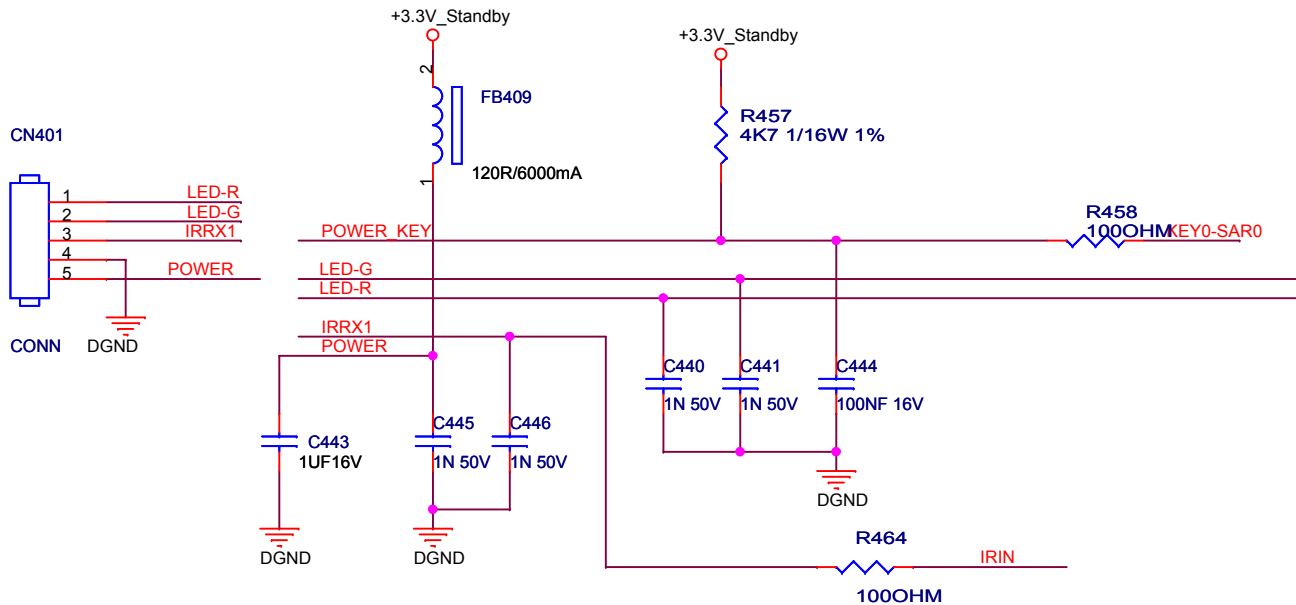 +3.3V_Standby
+3.3V_Standby
2
FB409
R457
4K7 1/16W 1%
CN401
120R/6000mA
1
1
LED-R
2
LED-G
3
IRRX1
4
5
POWER
POWER_KEY
R458
100OHM
KEY0-SAR0
LED-G
LED-R
IRRX1
POWER
CONN
DGND
C440
1N 50V
C441
1N 50V
C444
100NF 16V
C443
1UF16V
C445
1N 50V
C446
1N 50V
DGND
DGND
DGND
R464
100OHM
IRIN